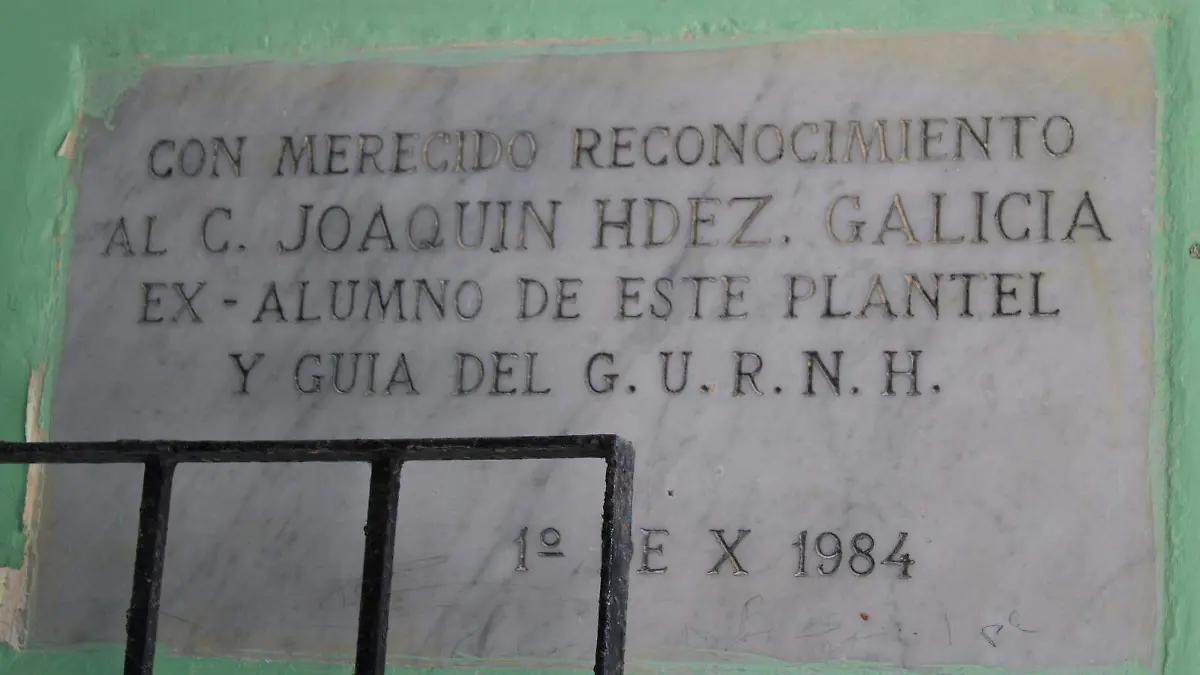 CON MERECIDO RECONOCIMIENTO
AL C. JOAQUIN HDEZ. GALICIA
EX-ALUMNO DE ESTE PLANTEL
Y GUIA DEL G.U.R.N.H.
1º DE X 1984